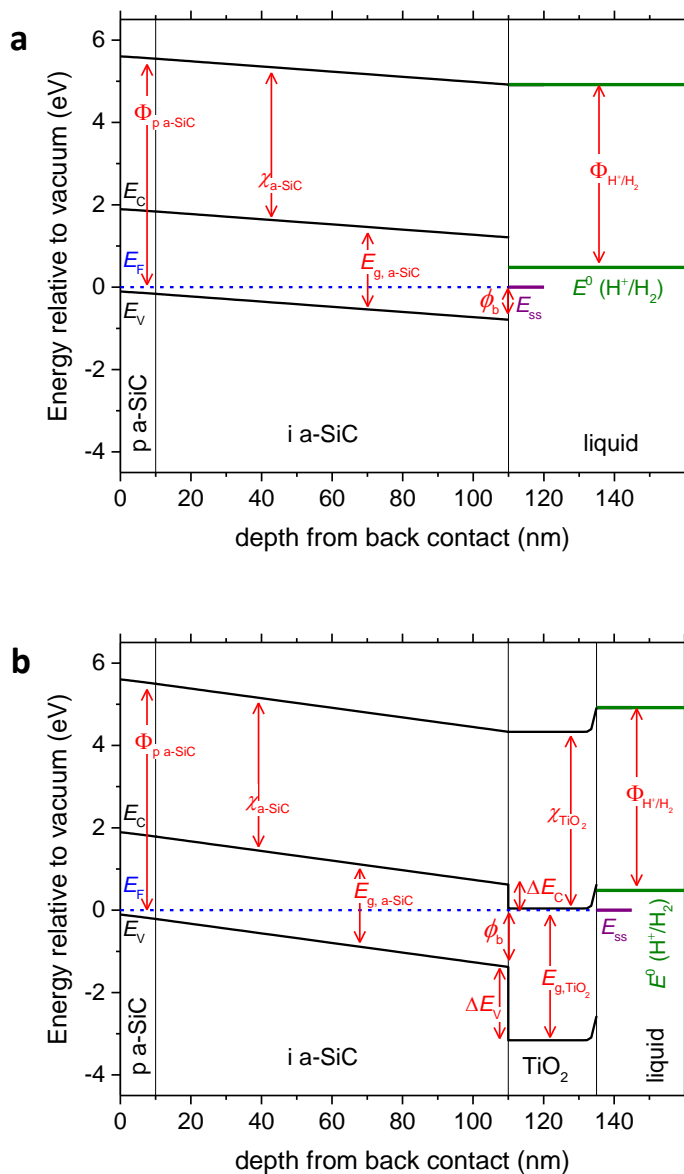 a
Energy relative to vacuum (eV)
6
4
2
0
-2
-4
Φp a-SiC
χa-SiC
ΦH⁺/H₂
EC
Eg, a-SiC
EF
E⁰ (H⁺/H₂)
ϕb
Ess
EV
p a-SiC
i a-SiC
liquid
0 20 40 60 80 100 120 140
depth from back contact (nm)
b
Energy relative to vacuum (eV)
6
4
2
0
-2
-4
Φp a-SiC
χa-SiC
χTiO₂
ΦH⁺/H₂
EC
Eg, a-SiC
ΔEC
EF
EV
ϕb
Ess
E⁰ (H⁺/H₂)
Eg,TiO₂
ΔEV
p a-SiC
i a-SiC
TiO₂
liquid
0 20 40 60 80 100 120 140
depth from back contact (nm)